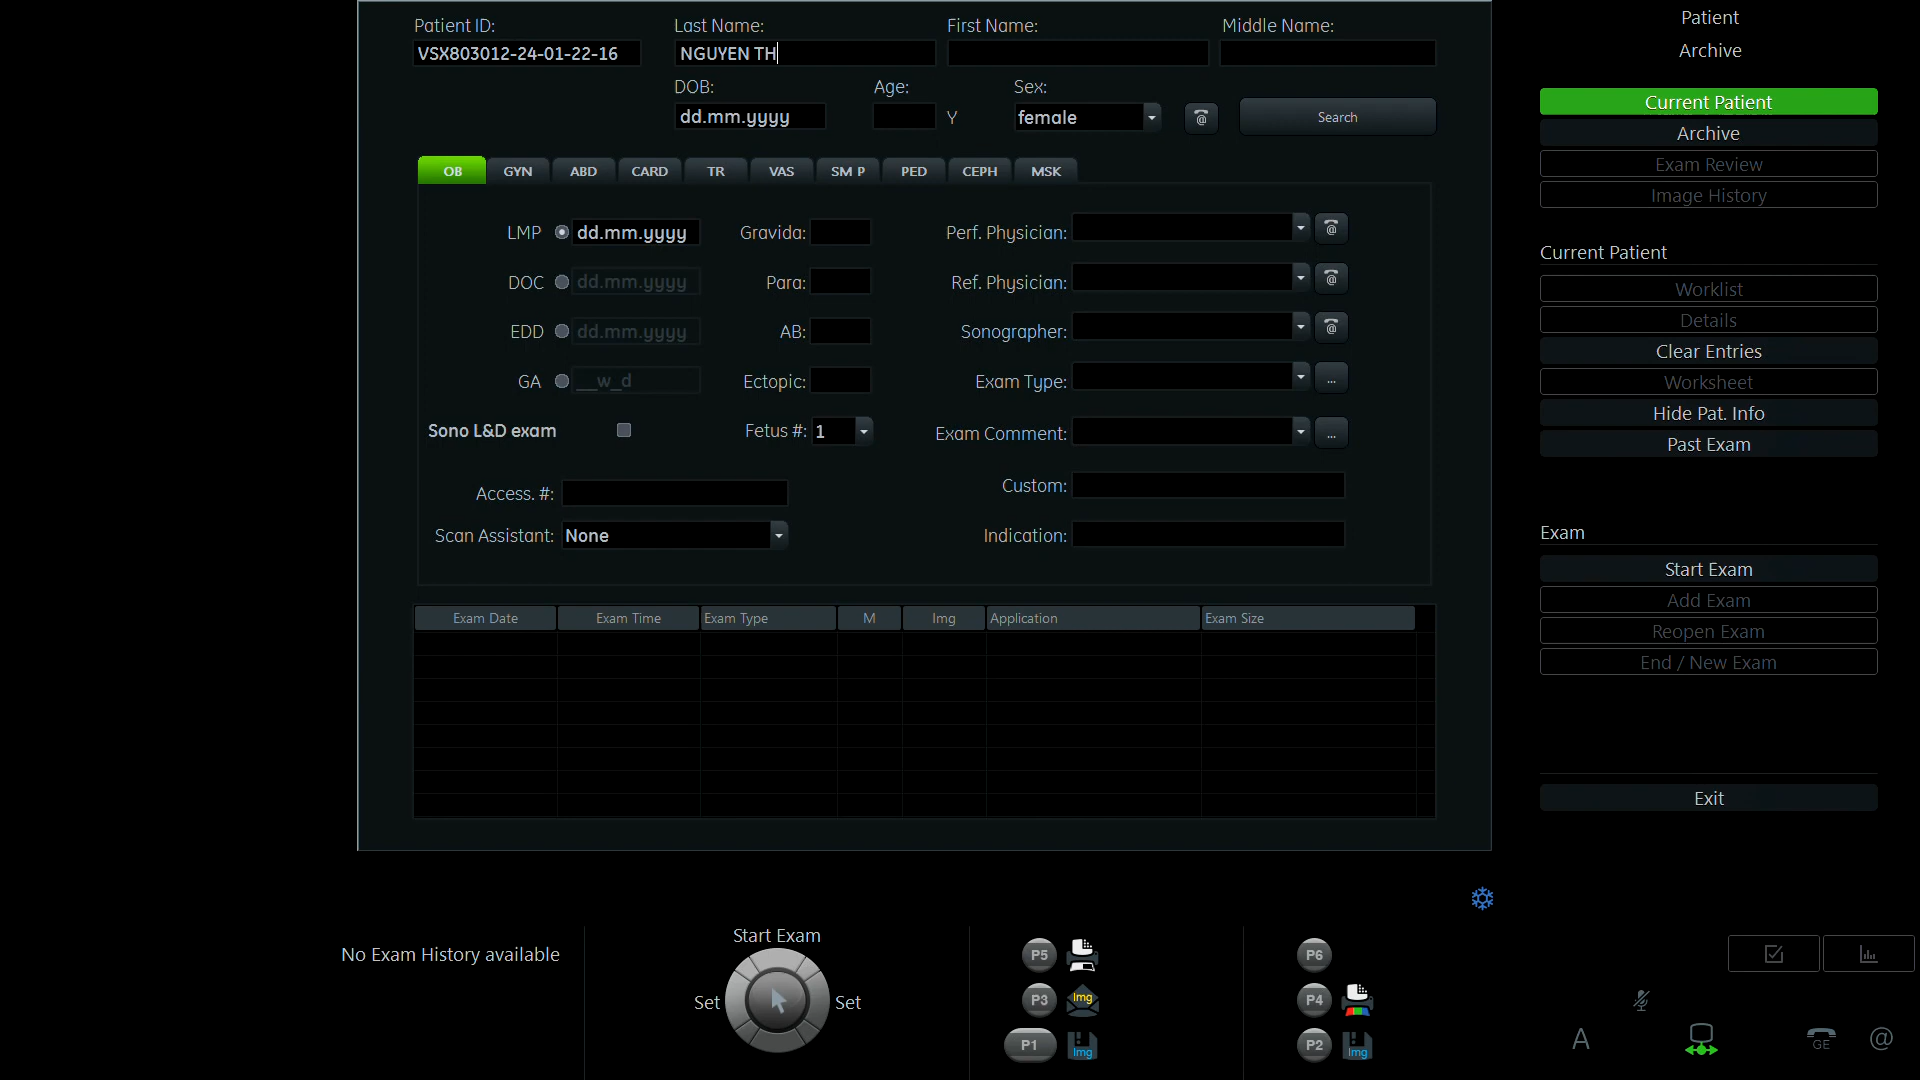 Patient ID: Last Name: First Name: Middle Name:
VSX803012-24-01-22-16 NGUYEN TH
DOB: Age: Sex:
dd.mm.yyyy Y female Search
OB GYN ABD CARD TR VAS SM P PED CEPH MSK
LMP dd.mm.yyyy Gravida: Perf. Physician:
DOC dd.mm.yyyy Para: Ref. Physician:
EDD dd.mm.yyyy AB: Sonographer:
GA __w_d Ectopic: Exam Type: ...
Sono L&D exam Fetus #: 1 Exam Comment: ...
Access. #: Custom:
Scan Assistant: None Indication:
Exam Date Exam Time Exam Type M Img Application Exam Size
Patient
Archive
Current Patient
Archive
Exam Review
Image History
Current Patient
Worklist
Details
Clear Entries
Worksheet
Hide Pat. Info
Past Exam
Exam
Start Exam
Add Exam
Reopen Exam
End / New Exam
Exit
No Exam History available
Start Exam
Set Set
P5 P6
P3 Img P4
P1 Img P2 Img
A GE @